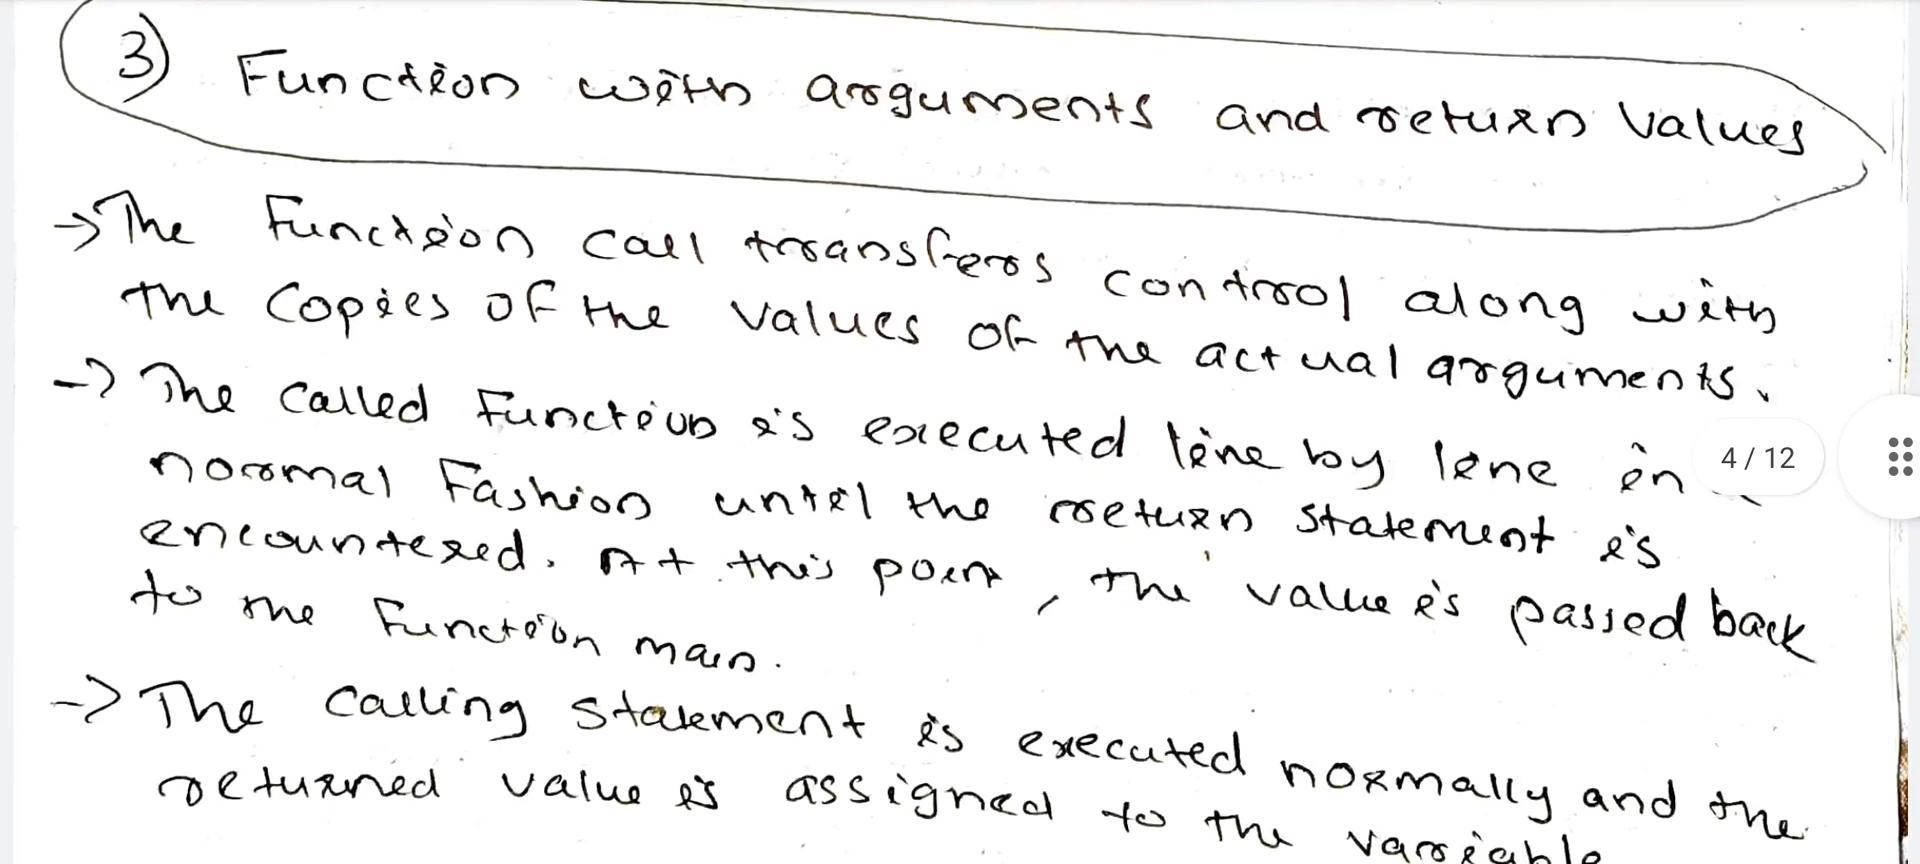 3) Function with arguments and return values
→ The Function call transfers control along with
the copies of the values of the actual arguments.
→ The called Function is executed line by line in
normal Fashion until the return statement is
encountered. At this point, the value is passed back
to the Function main.
→ The calling statement is executed normally and the
returned value is assigned to the variable
4 / 12